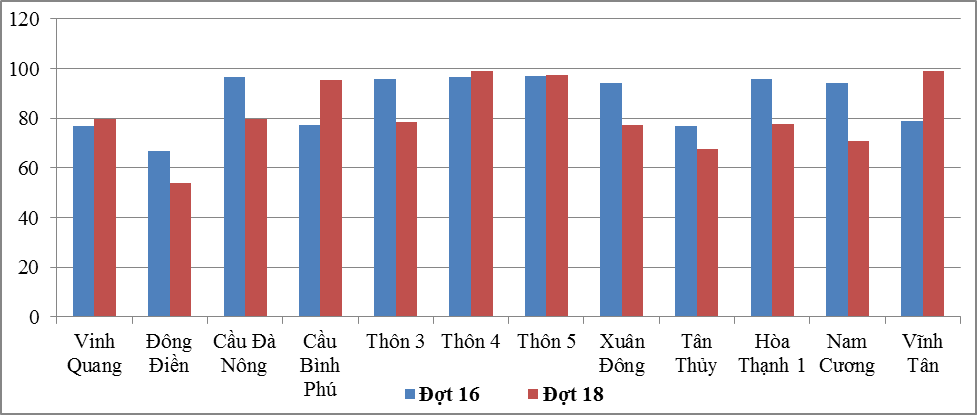 120
100
80
60
40
20
0
Vinh
Quang
Đông
Điền
Cầu Đà
Nông
Cầu
Bình
Phú
Thôn 3
Thôn 4
Thôn 5
Xuân
Đông
Tân
Thủy
Hòa
Thạnh 1
Nam
Cương
Vĩnh
Tân
Đợt 16
Đợt 18